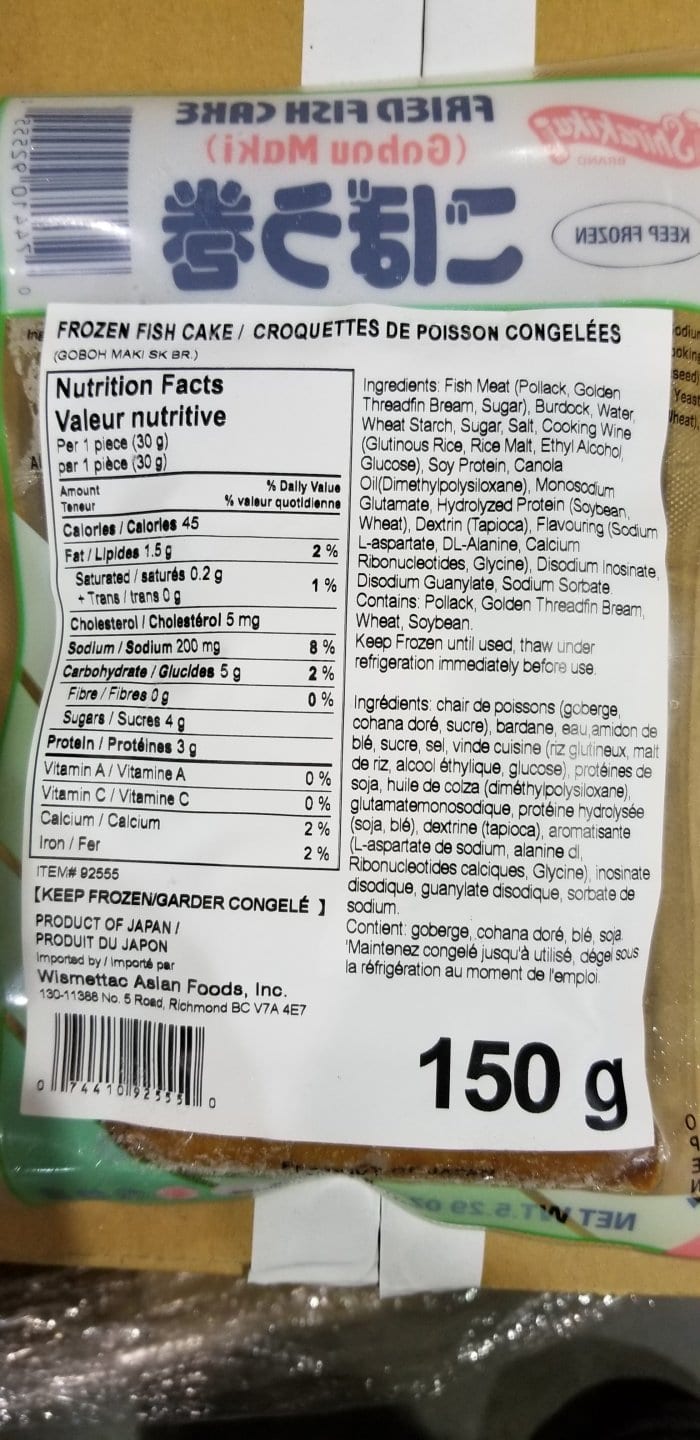 FRIED FISH CAKE
(Gobou Maki)
Shirakiku
BRAND
ごぼう巻
KEEP FROZEN
0 74410 92555
FROZEN FISH CAKE / CROQUETTES DE POISSON CONGELÉES
(GOBOH MAKI SK BR.)
Nutrition Facts
Valeur nutritive
Per 1 piece (30 g)
par 1 pièce (30 g)
Amount % Daily Value
Teneur % valeur quotidienne
Calories / Calories 45
Fat / Lipides 1.5 g 2 %
Saturated / saturés 0.2 g 1 %
+ Trans / trans 0 g
Cholesterol / Cholestérol 5 mg
Sodium / Sodium 200 mg 8 %
Carbohydrate / Glucides 5 g 2 %
Fibre / Fibres 0 g 0 %
Sugars / Sucres 4 g
Protein / Protéines 3 g
Vitamin A / Vitamine A 0 %
Vitamin C / Vitamine C 0 %
Calcium / Calcium 2 %
Iron / Fer 2 %
ITEM# 92555
【KEEP FROZEN/GARDER CONGELÉ 】
PRODUCT OF JAPAN /
PRODUIT DU JAPON
Imported by / Importé par
Wismettac Asian Foods, Inc.
130-11388 No. 5 Road, Richmond BC V7A 4E7
0 74410 92555 0
Ingredients: Fish Meat (Pollack, Golden
Threadfin Bream, Sugar), Burdock, Water,
Wheat Starch, Sugar, Salt, Cooking Wine
(Glutinous Rice, Rice Malt, Ethyl Alcohol,
Glucose), Soy Protein, Canola
Oil(Dimethylpolysiloxane), Monosodium
Glutamate, Hydrolyzed Protein (Soybean,
Wheat), Dextrin (Tapioca), Flavouring (Sodium
L-aspartate, DL-Alanine, Calcium
Ribonucleotides, Glycine), Disodium Inosinate,
Disodium Guanylate, Sodium Sorbate.
Contains: Pollack, Golden Threadfin Bream,
Wheat, Soybean.
Keep Frozen until used, thaw under
refrigeration immediately before use.
Ingrédients: chair de poissons (goberge,
cohana doré, sucre), bardane, eau,amidon de
blé, sucre, sel, vinde cuisine (riz glutineux, malt
de riz, alcool éthylique, glucose), protéines de
soja, huile de colza (diméthylpolysiloxane),
glutamatemonosodique, protéine hydrolysée
(soja, blé), dextrine (tapioca), aromatisante
(L-aspartate de sodium, alanine dl,
Ribonucleotides calciques, Glycine), inosinate
disodique, guanylate disodique, sorbate de
sodium.
Contient: goberge, cohana doré, blé, soja.
'Maintenez congelé jusqu'à utilisé, dégel sous
la réfrigération au moment de l'emploi.
150 g
NET WT.5.29 oz